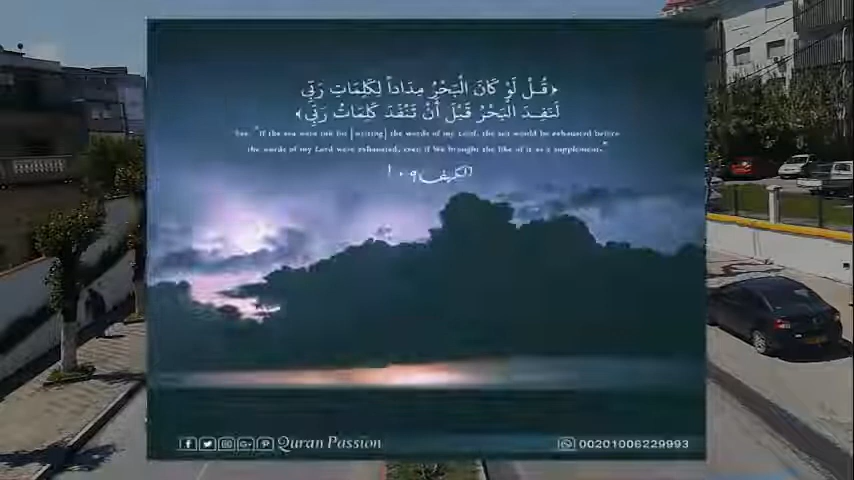 ﴿قُلْ لَوْ كَانَ الْبَحْرُ مِدَاداً لِكَلِمَاتِ رَبِّي
لَنَفِدَ الْبَحْرُ قَبْلَ أَنْ تَنْفَدَ كَلِمَاتُ رَبِّي﴾
Say, "If the sea were ink for [writing] the words of my Lord, the sea would be exhausted before
the words of my Lord were exhausted, even if We brought the like of it as a supplement."
الكهف ١٠٩
Quran Passion
00201006229993